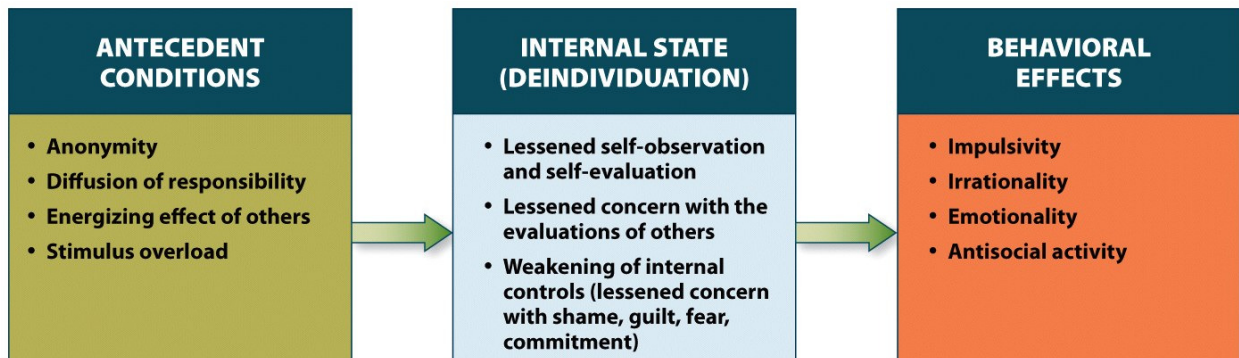 ANTECEDENT
CONDITIONS
• Anonymity
• Diffusion of responsibility
• Energizing effect of others
• Stimulus overload
INTERNAL STATE
(DEINDIVIDUATION)
• Lessened self-observation
and self-evaluation
• Lessened concern with the
evaluations of others
• Weakening of internal
controls (lessened concern
with shame, guilt, fear,
commitment)
BEHAVIORAL
EFFECTS
• Impulsivity
• Irrationality
• Emotionality
• Antisocial activity